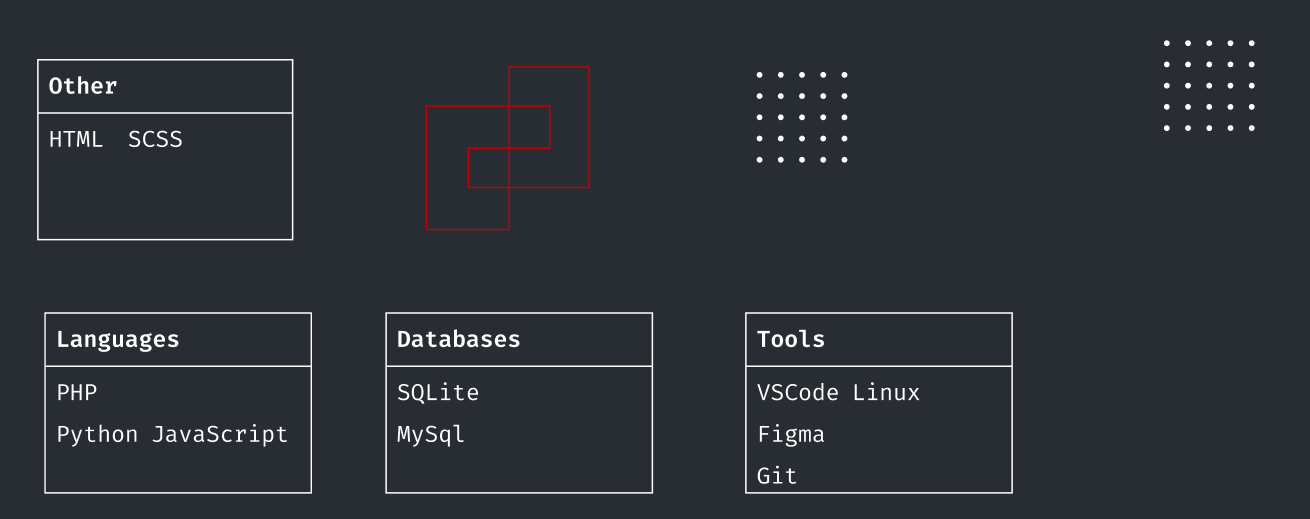 Other
HTML  SCSS
Languages
PHP
Python JavaScript
Databases
SQLite
MySql
Tools
VSCode Linux
Figma
Git